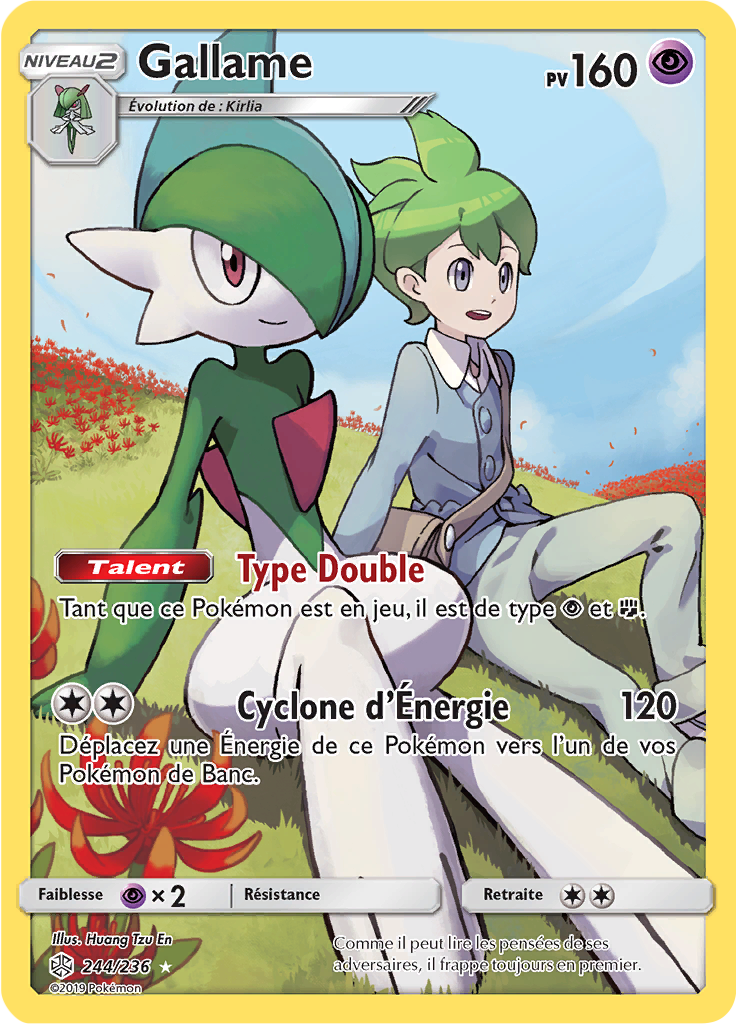 NIVEAU2
Gallame
PV160
Évolution de : Kirlia
Talent
Type Double
Tant que ce Pokémon est en jeu, il est de type et .
Cyclone d'Énergie 120
Déplacez une Énergie de ce Pokémon vers l'un de vos
Pokémon de Banc.
Faiblesse ×2 Résistance Retraite
Illus. Huang Tzu En
244/236
©2019 Pokémon
Comme il peut lire les pensées de ses
adversaires, il frappe toujours en premier.